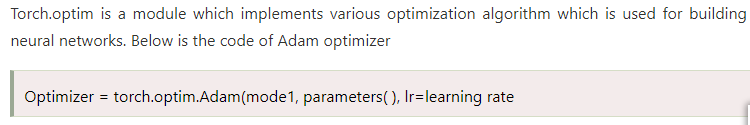 Torch.optim is a module which implements various optimization algorithm which is used for building
neural networks. Below is the code of Adam optimizer
Optimizer = torch.optim.Adam(mode1, parameters( ), lr=learning rate